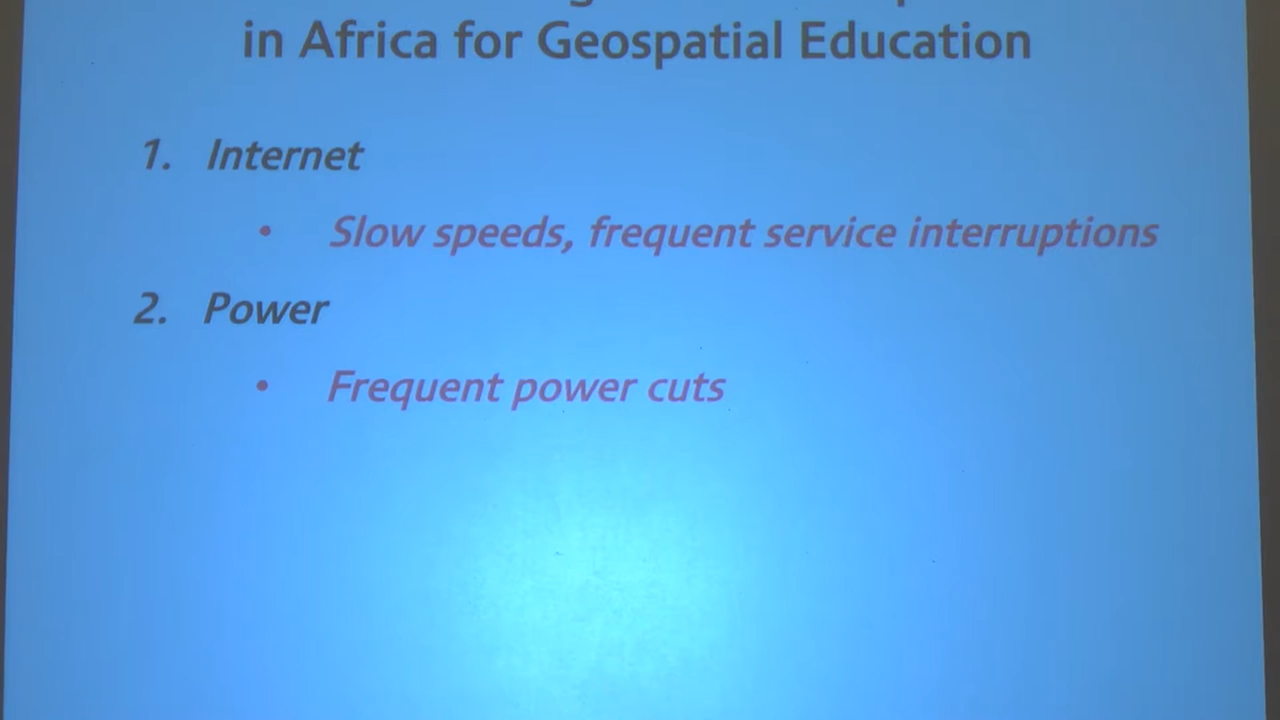 in Africa for Geospatial Education
1. Internet
• Slow speeds, frequent service interruptions
2. Power
• Frequent power cuts